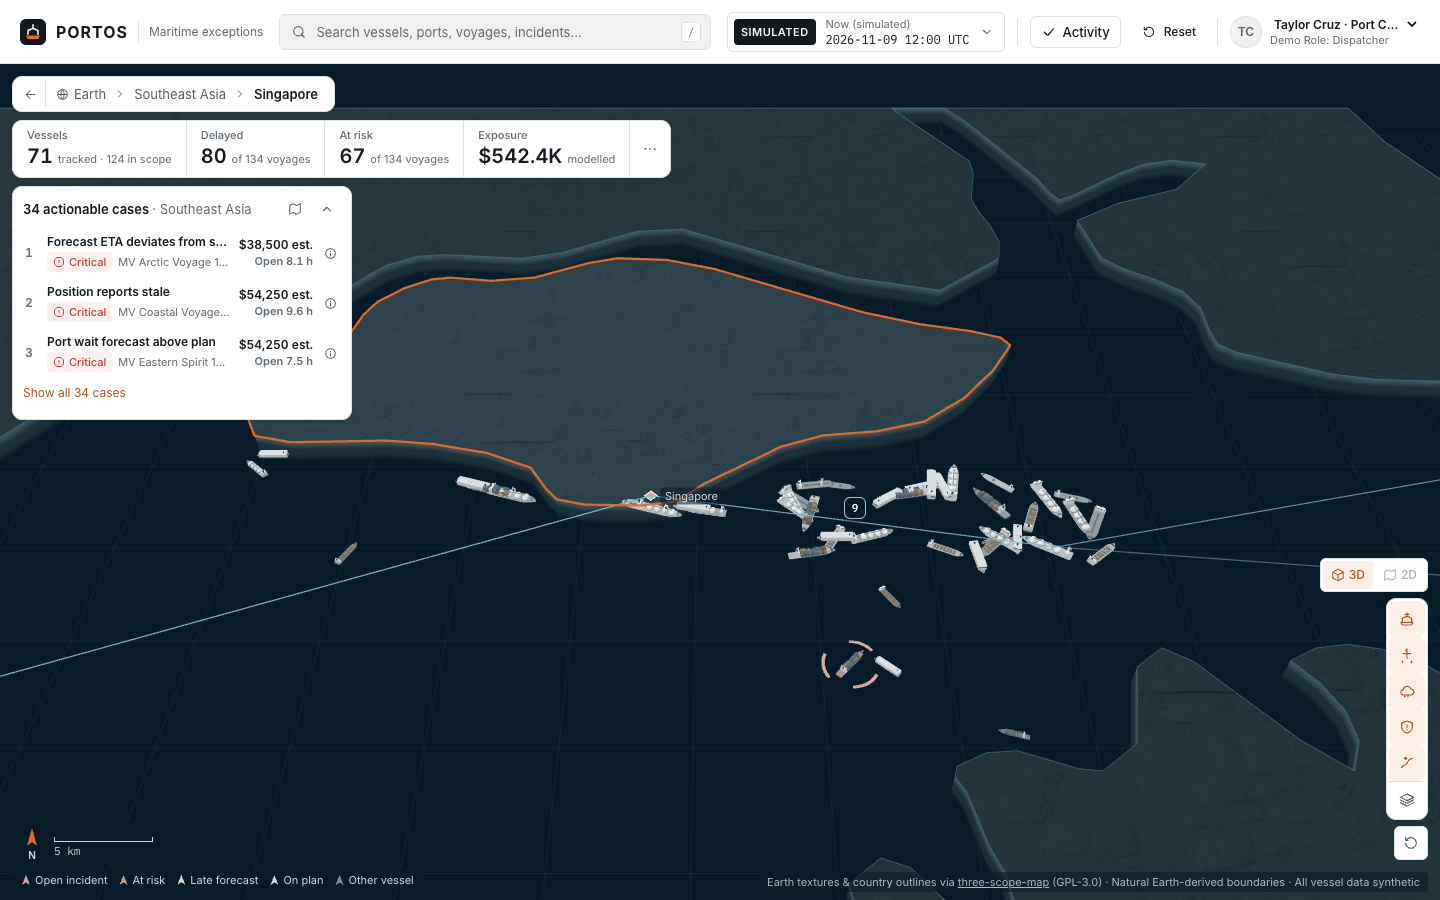 PORTOS
Maritime exceptions
Search vessels, ports, voyages, incidents...
/
SIMULATED
Now (simulated)
2026-11-09 12:00 UTC
Activity
Reset
TC
Taylor Cruz · Port C...
Demo Role: Dispatcher
Earth
Southeast Asia
Singapore
Vessels
71 tracked · 124 in scope
Delayed
80 of 134 voyages
At risk
67 of 134 voyages
Exposure
$542.4K modelled
34 actionable cases · Southeast Asia
1
Forecast ETA deviates from s...
$38,500 est.
Critical
MV Arctic Voyage 1...
Open 8.1 h
2
Position reports stale
$54,250 est.
Critical
MV Coastal Voyage...
Open 9.6 h
3
Port wait forecast above plan
$54,250 est.
Critical
MV Eastern Spirit 1...
Open 7.5 h
Show all 34 cases
Singapore
9
3D
2D
N
5 km
Open incident
At risk
Late forecast
On plan
Other vessel
Earth textures & country outlines via three-scope-map (GPL-3.0) · Natural Earth-derived boundaries · All vessel data synthetic